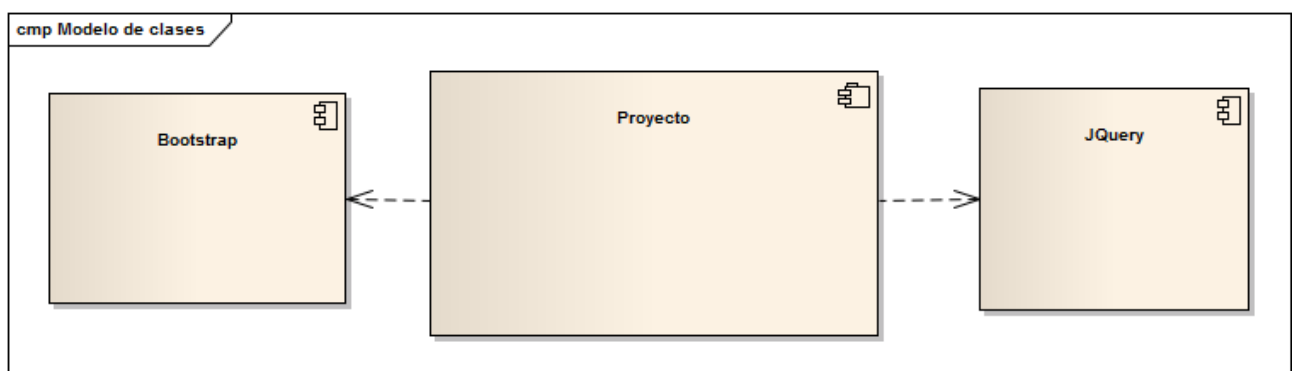 cmp Modelo de clases
Bootstrap
Proyecto
JQuery